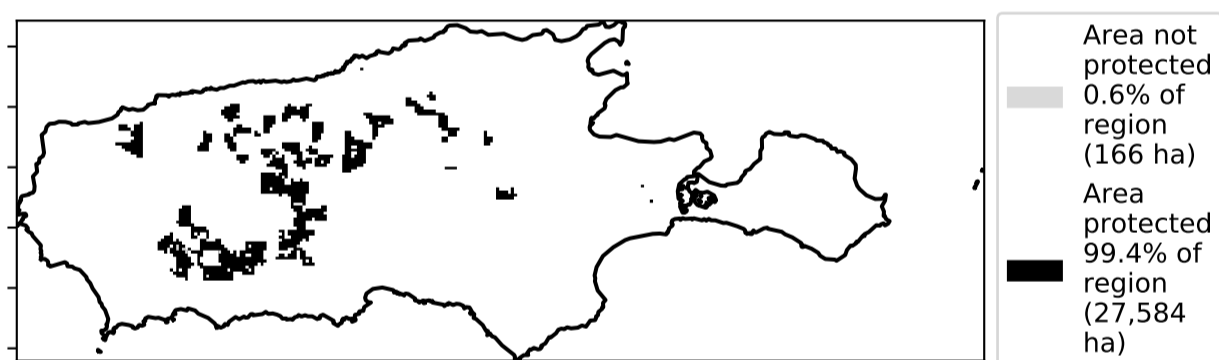 Area not
protected
0.6% of
region
(166 ha)
Area
protected
99.4% of
region
(27,584
ha)